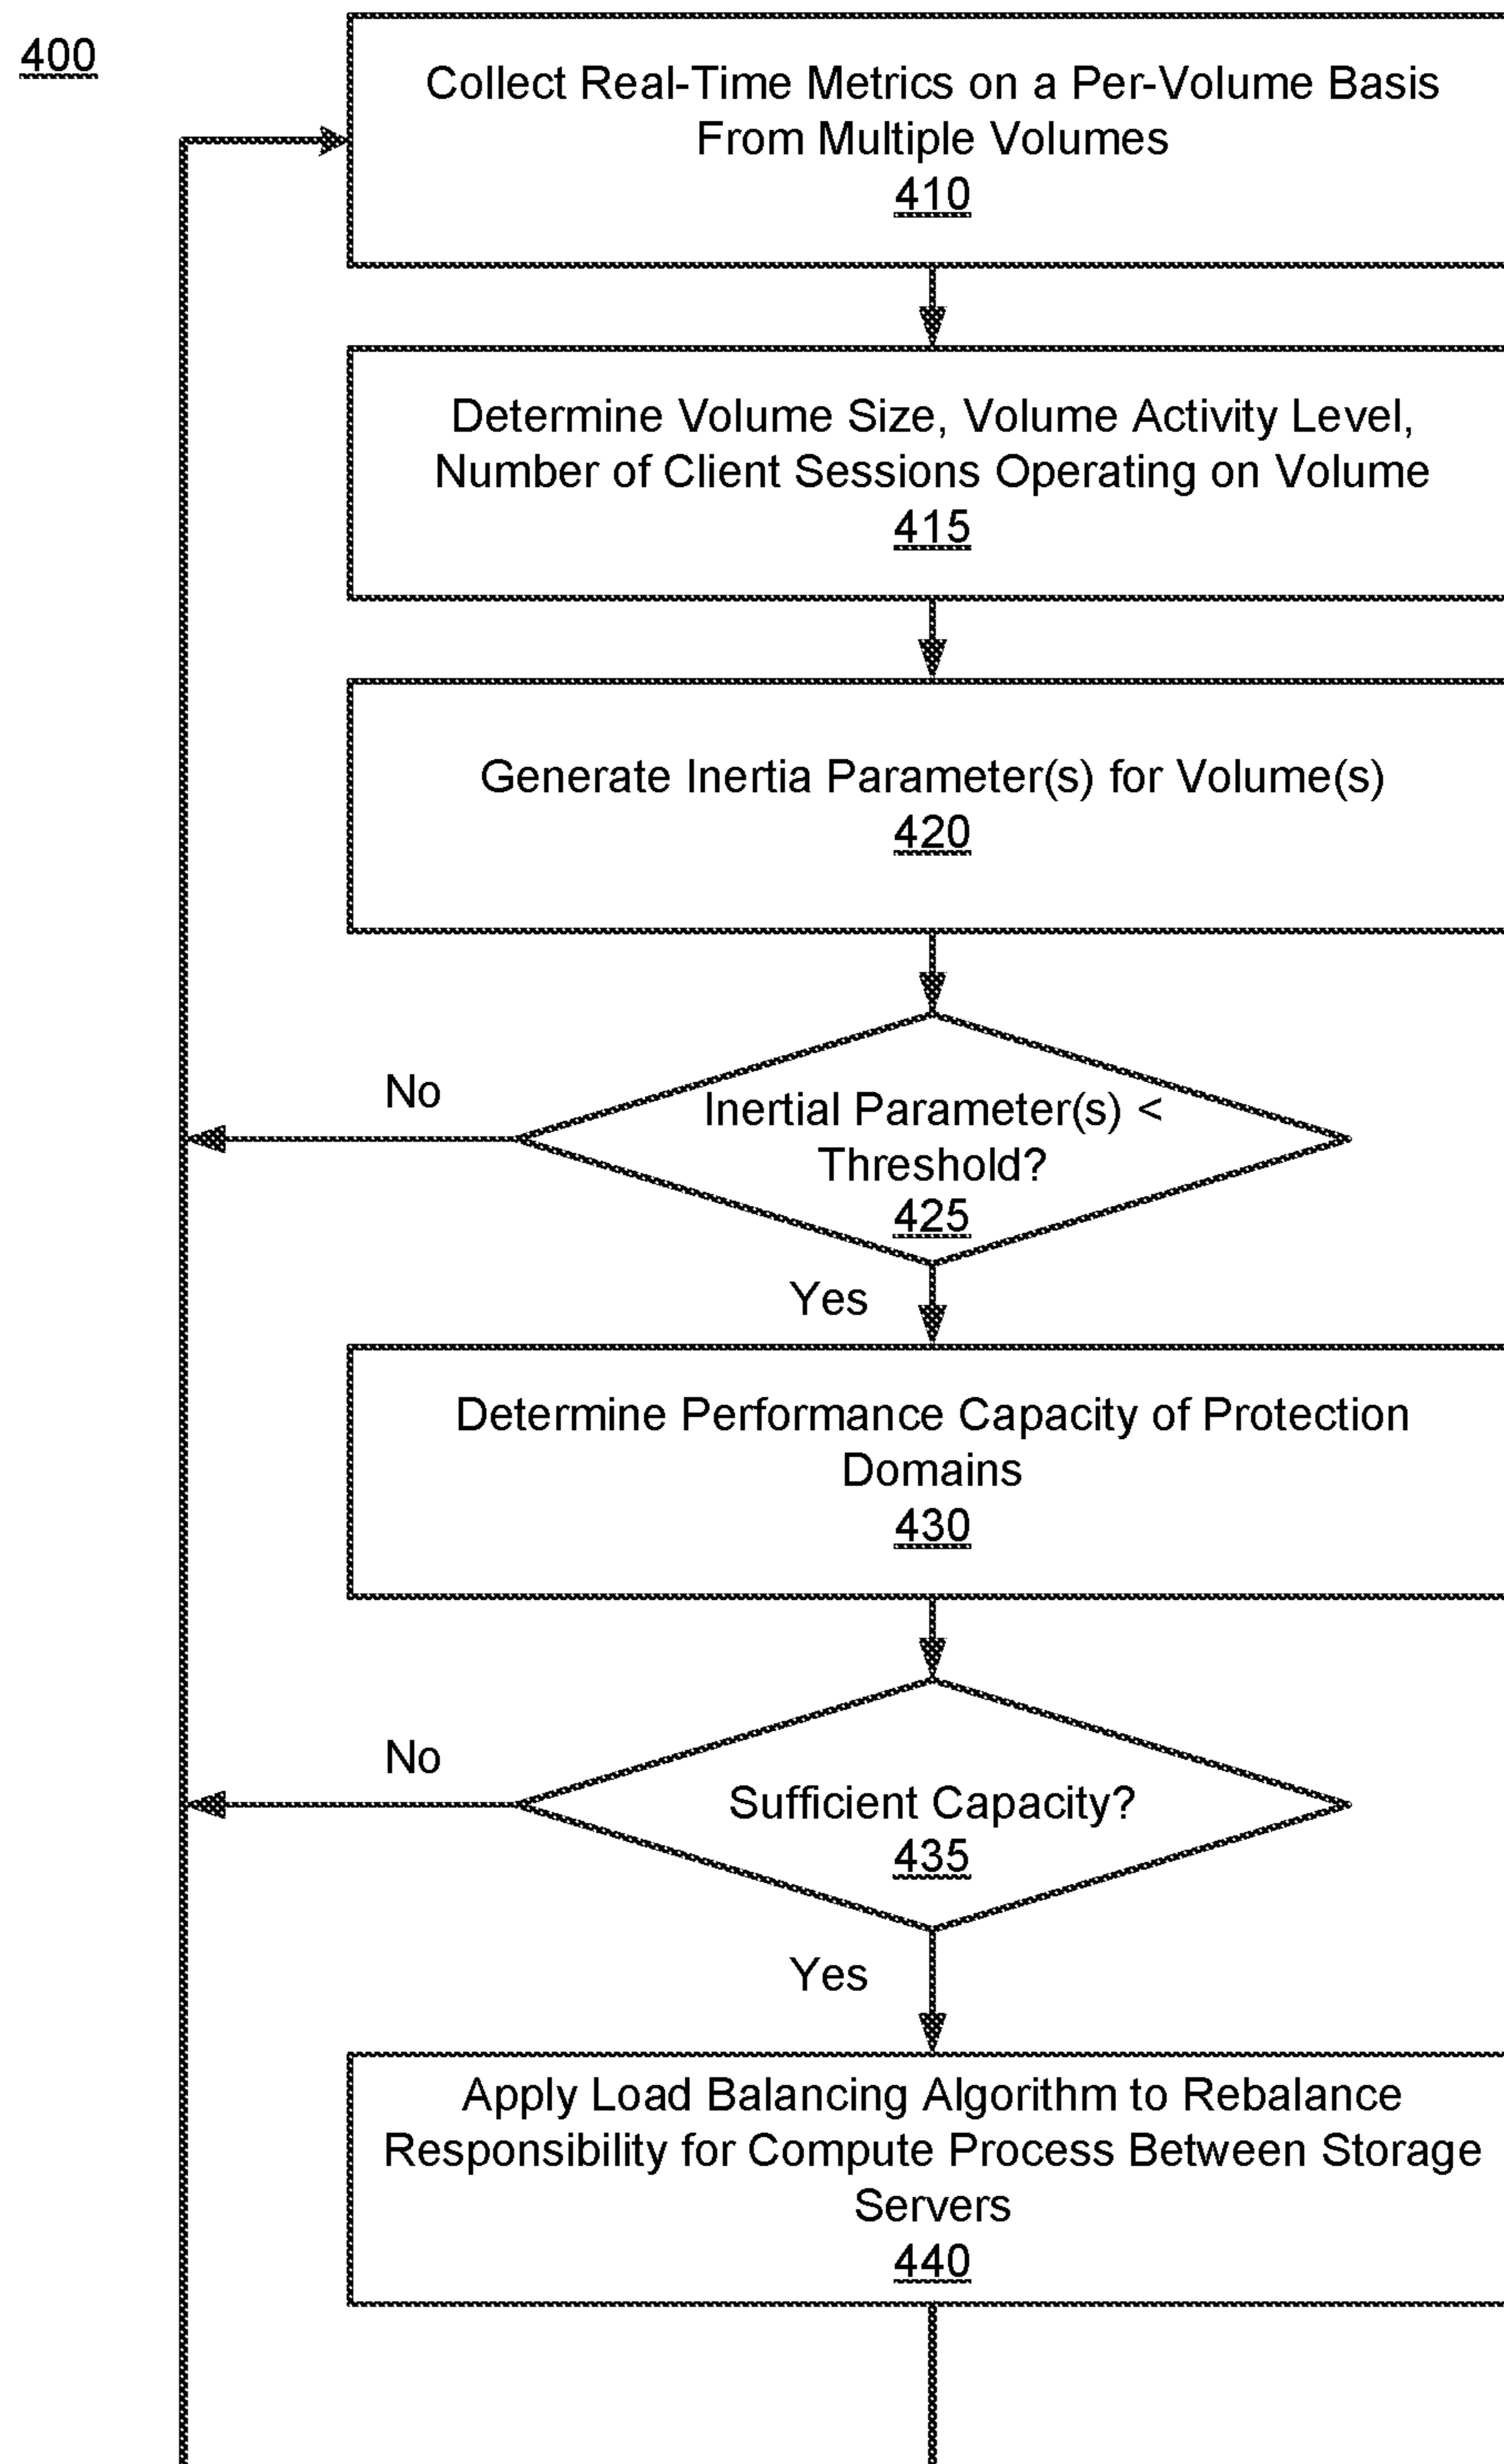 400
Collect Real-Time Metrics on a Per-Volume Basis
From Multiple Volumes
410
Determine Volume Size, Volume Activity Level,
Number of Client Sessions Operating on Volume
415
Generate Inertia Parameter(s) for Volume(s)
420
No
Inertial Parameter(s) <
Threshold?
425
Yes
Determine Performance Capacity of Protection
Domains
430
No
Sufficient Capacity?
435
Yes
Apply Load Balancing Algorithm to Rebalance
Responsibility for Compute Process Between Storage
Servers
440